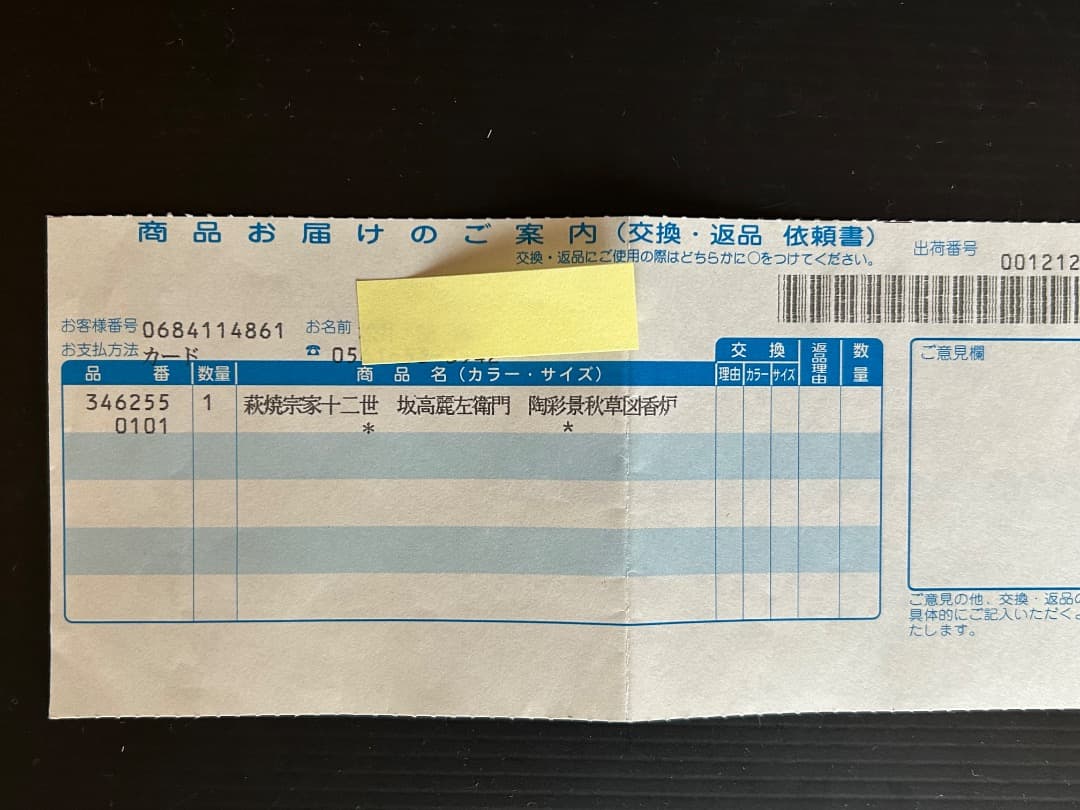 商品お届けのご案内（交換・返品 依頼書）
交換・返品にご使用の際はどちらかに○をつけてください。
出荷番号 001212
お客様番号 0684114861 お名前
お支払方法 カード ☎ 05
品番 数量 商品名（カラー・サイズ） 交換 理由 カラー サイズ 返品理由 数量
346255 1 萩焼宗家十二世 坂高麗左衛門 陶彩景秋草図香炉
0101 * *
ご意見欄
ご意見の他、交換・返品の
具体的にご記入いただくよ
たします。